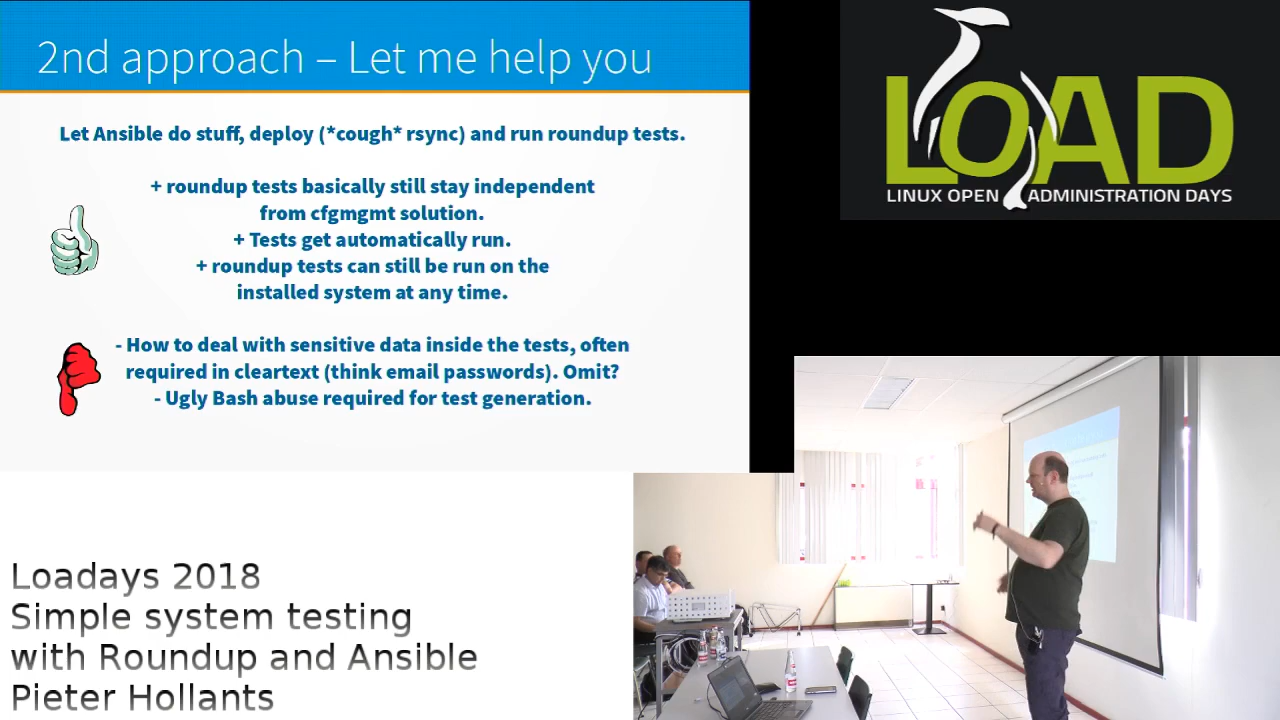 2nd approach – Let me help you
Let Ansible do stuff, deploy (*cough* rsync) and run roundup tests.
+ roundup tests basically still stay independent
from cfgmgmt solution.
+ Tests get automatically run.
+ roundup tests can still be run on the
installed system at any time.
- How to deal with sensitive data inside the tests, often
required in cleartext (think email passwords). Omit?
- Ugly Bash abuse required for test generation.
LOAD
LINUX OPEN ADMINISTRATION DAYS
Loadays 2018
Simple system testing
with Roundup and Ansible
Pieter Hollants